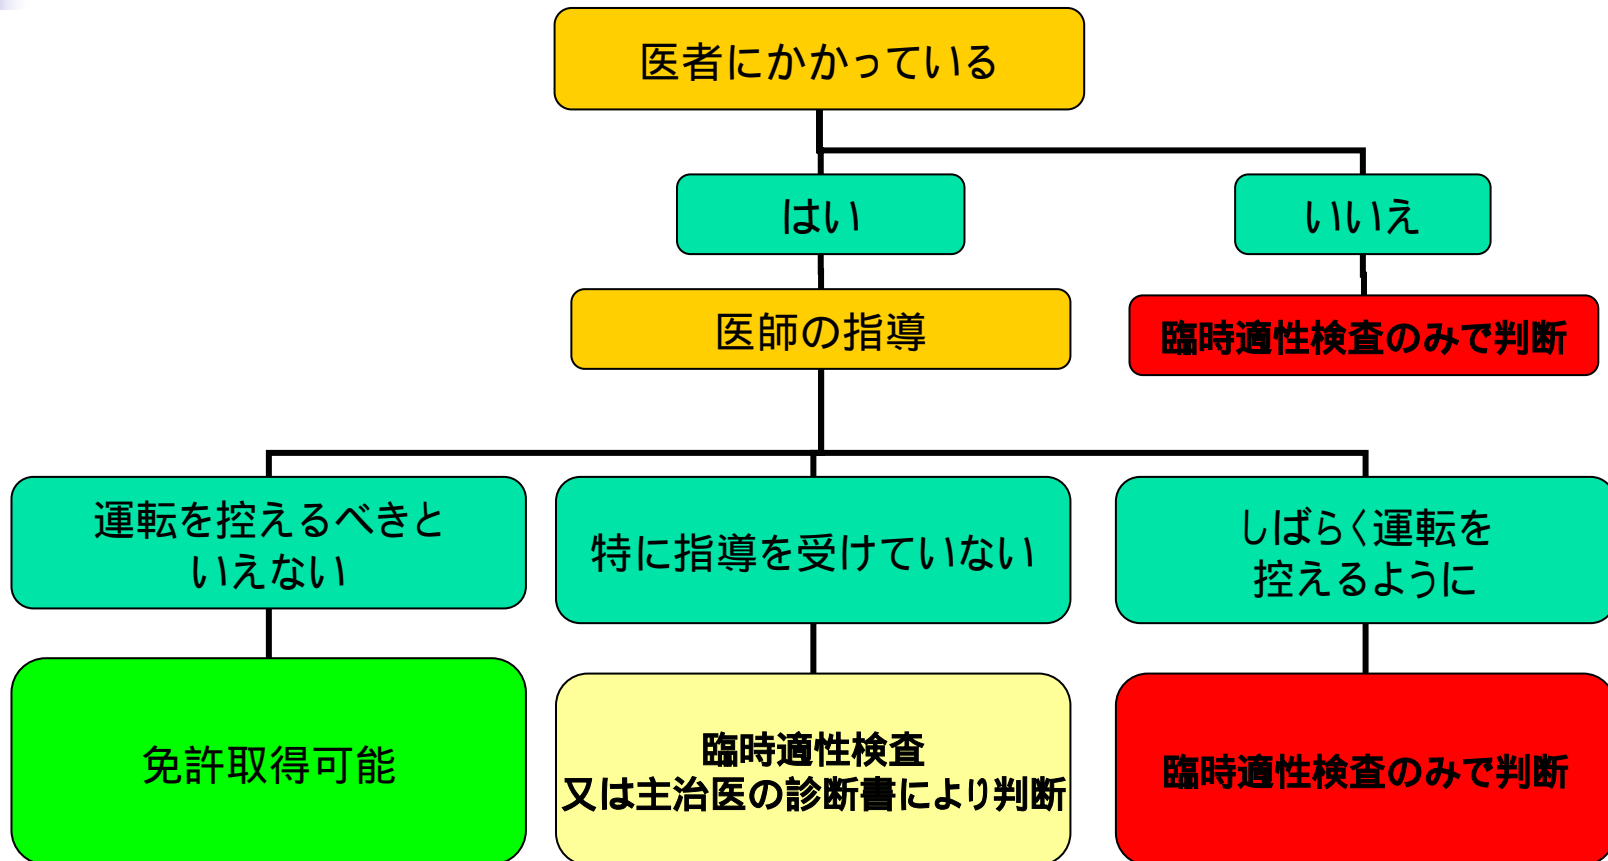 医者にかかっている
はい
いいえ
医師の指導
臨時適性検査のみで判断
運転を控えるべきと
いえない
特に指導を受けていない
しばらく運転を
控えるように
免許取得可能
臨時適性検査
又は主治医の診断書により判断
臨時適性検査のみで判断